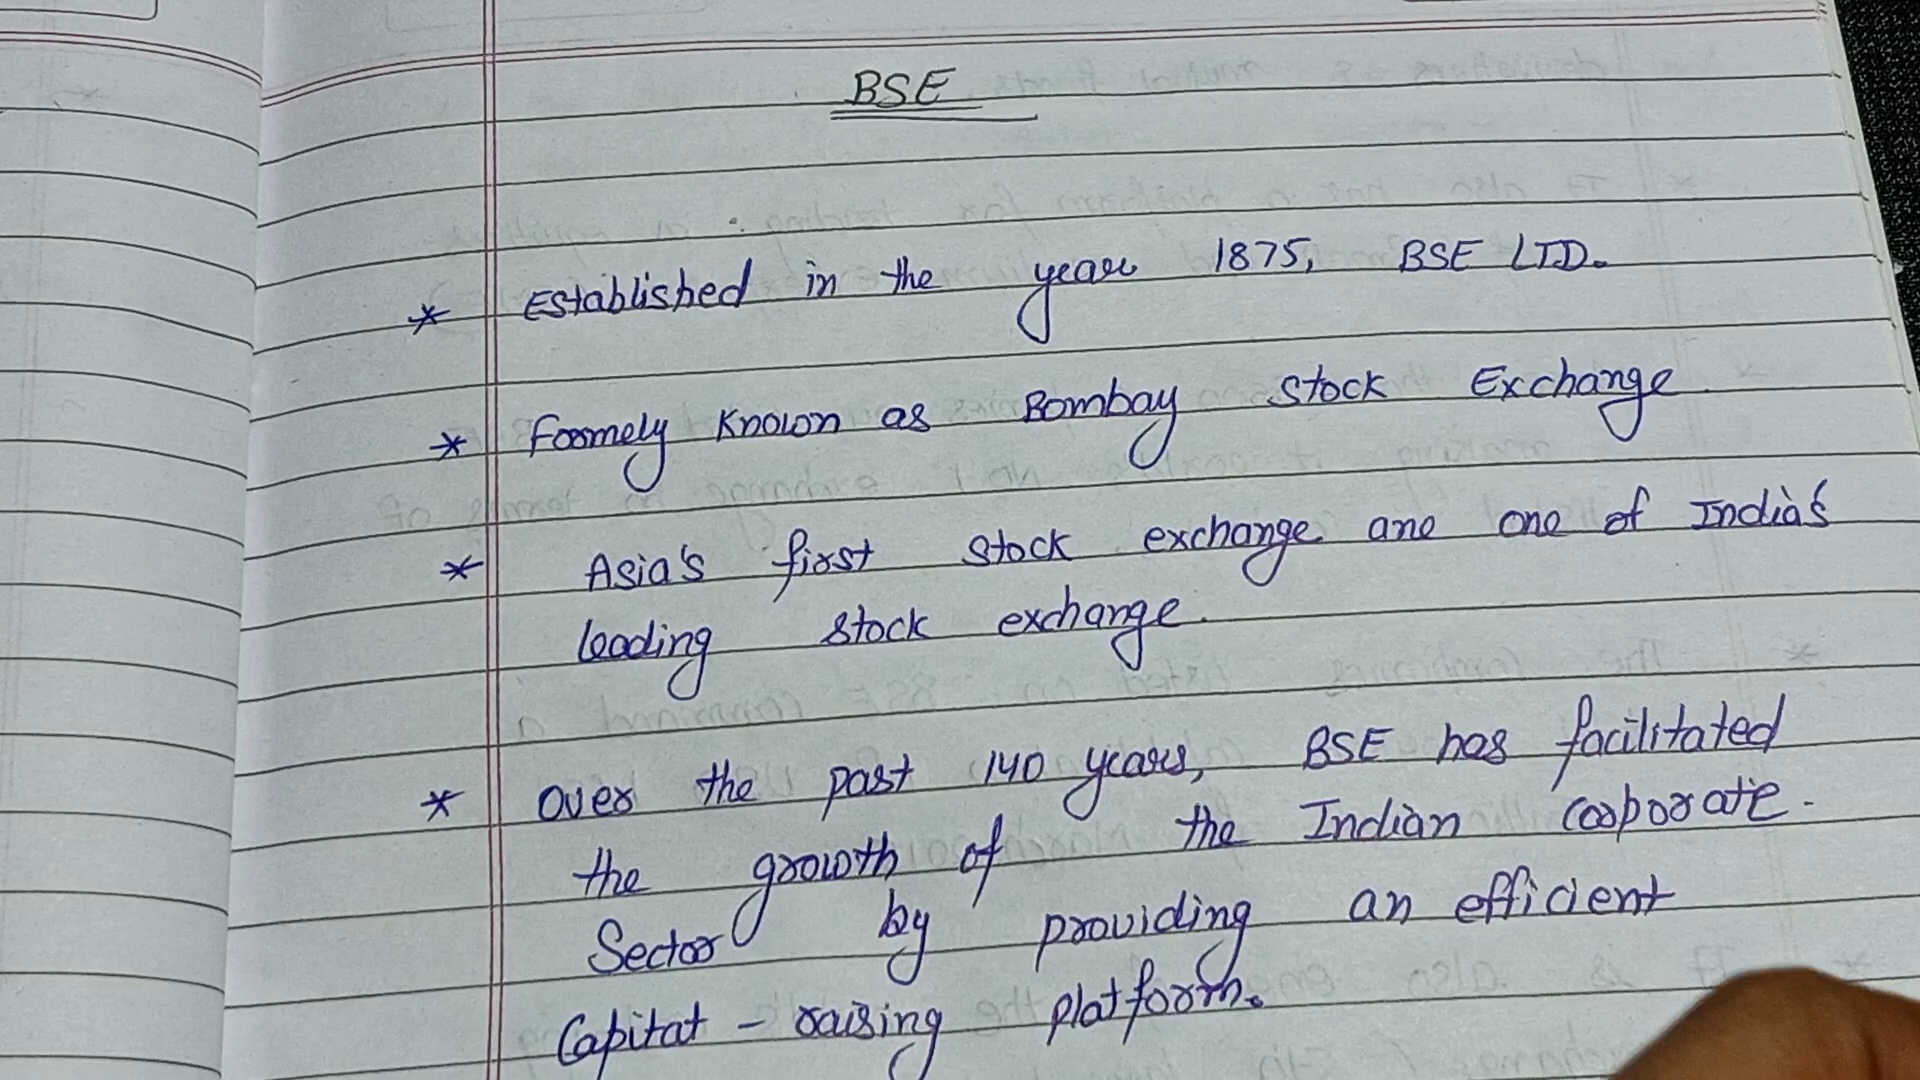 BSE
* Established in the year 1875, BSE LTD.
* Formely Known as Bombay Stock Exchange
* Asia's first stock exchange ane one of India's
leading stock exchange.
* Over the past 140 years, BSE has facilitated
the growth of the Indian corporate.
Sector by providing an efficient
Capital - raising platform.